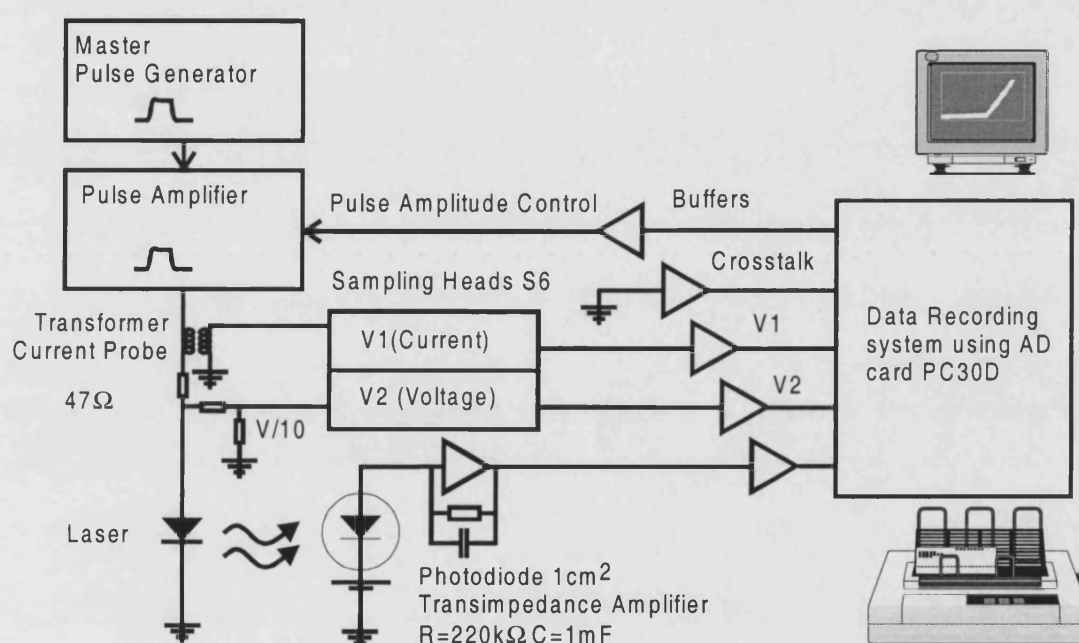 Master
Pulse Generator
Pulse Amplifier
Pulse Amplitude Control
Buffers
Crosstalk
Sampling Heads S6
Transformer
Current Probe
V1(Current)
V1
Data Recording
system using AD
card PC30D
47Ω
V2 (Voltage)
V2
V/10
Laser
Photodiode 1cm²
Transimpedance Amplifier
R=220kΩ C=1mF